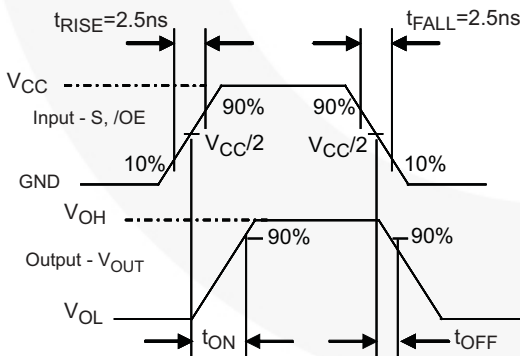 tRISE=2.5ns tFALL=2.5ns
VCC
90% 90%
Input - S, /OE
VCC/2 VCC/2
10% 10%
GND
VOH
90% 90%
Output - VOUT
VOL
tON tOFF